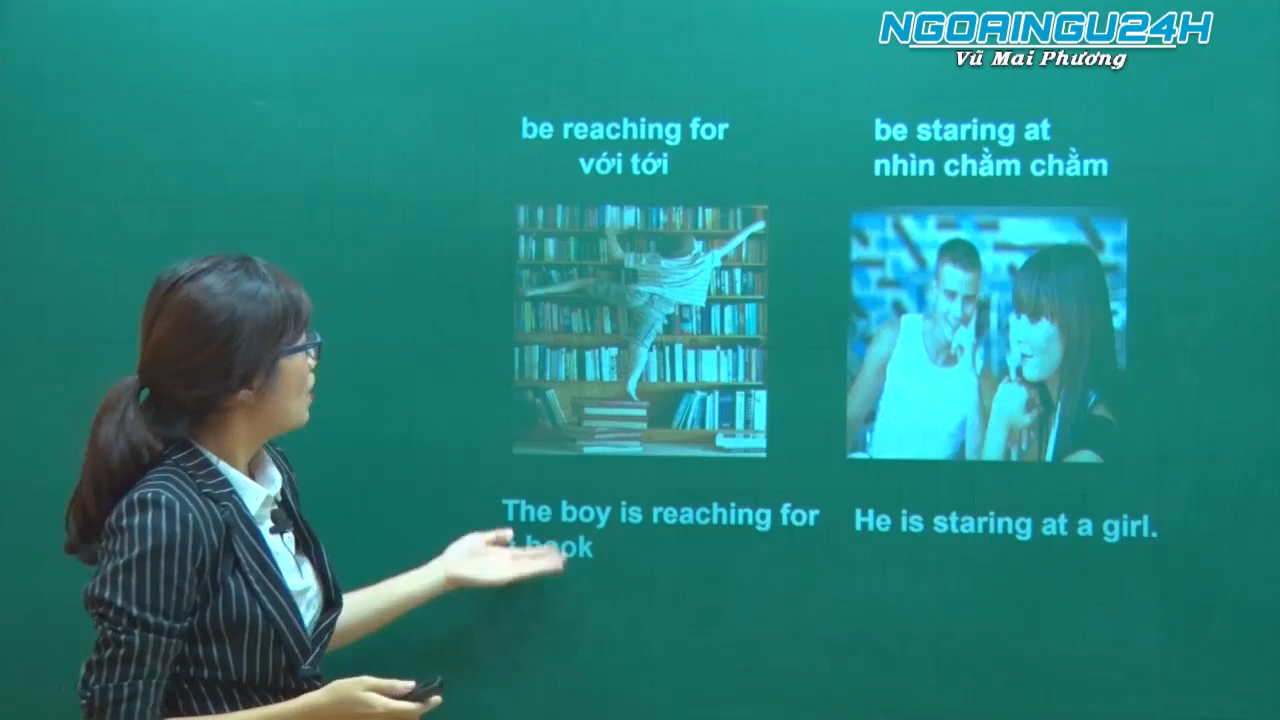 NGOAINGU24H
Vũ Mai Phương
be reaching for
với tới
be staring at
nhìn chằm chằm
The boy is reaching for
book
He is staring at a girl.